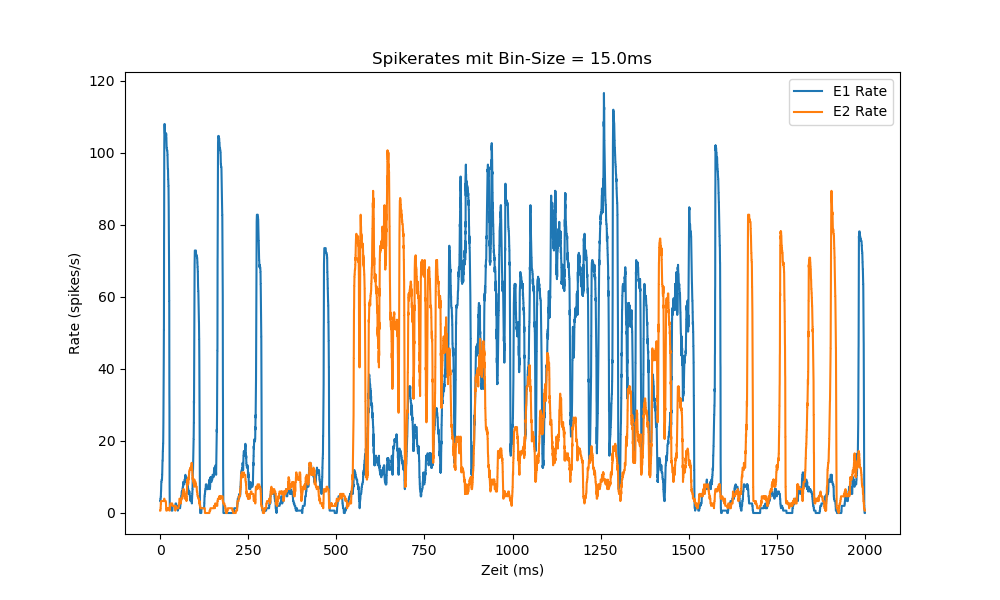 Spikerates mit Bin-Size = 15.0ms
E1 Rate
E2 Rate
120
100
80
60
40
20
0
Rate (spikes/s)
0 250 500 750 1000 1250 1500 1750 2000
Zeit (ms)